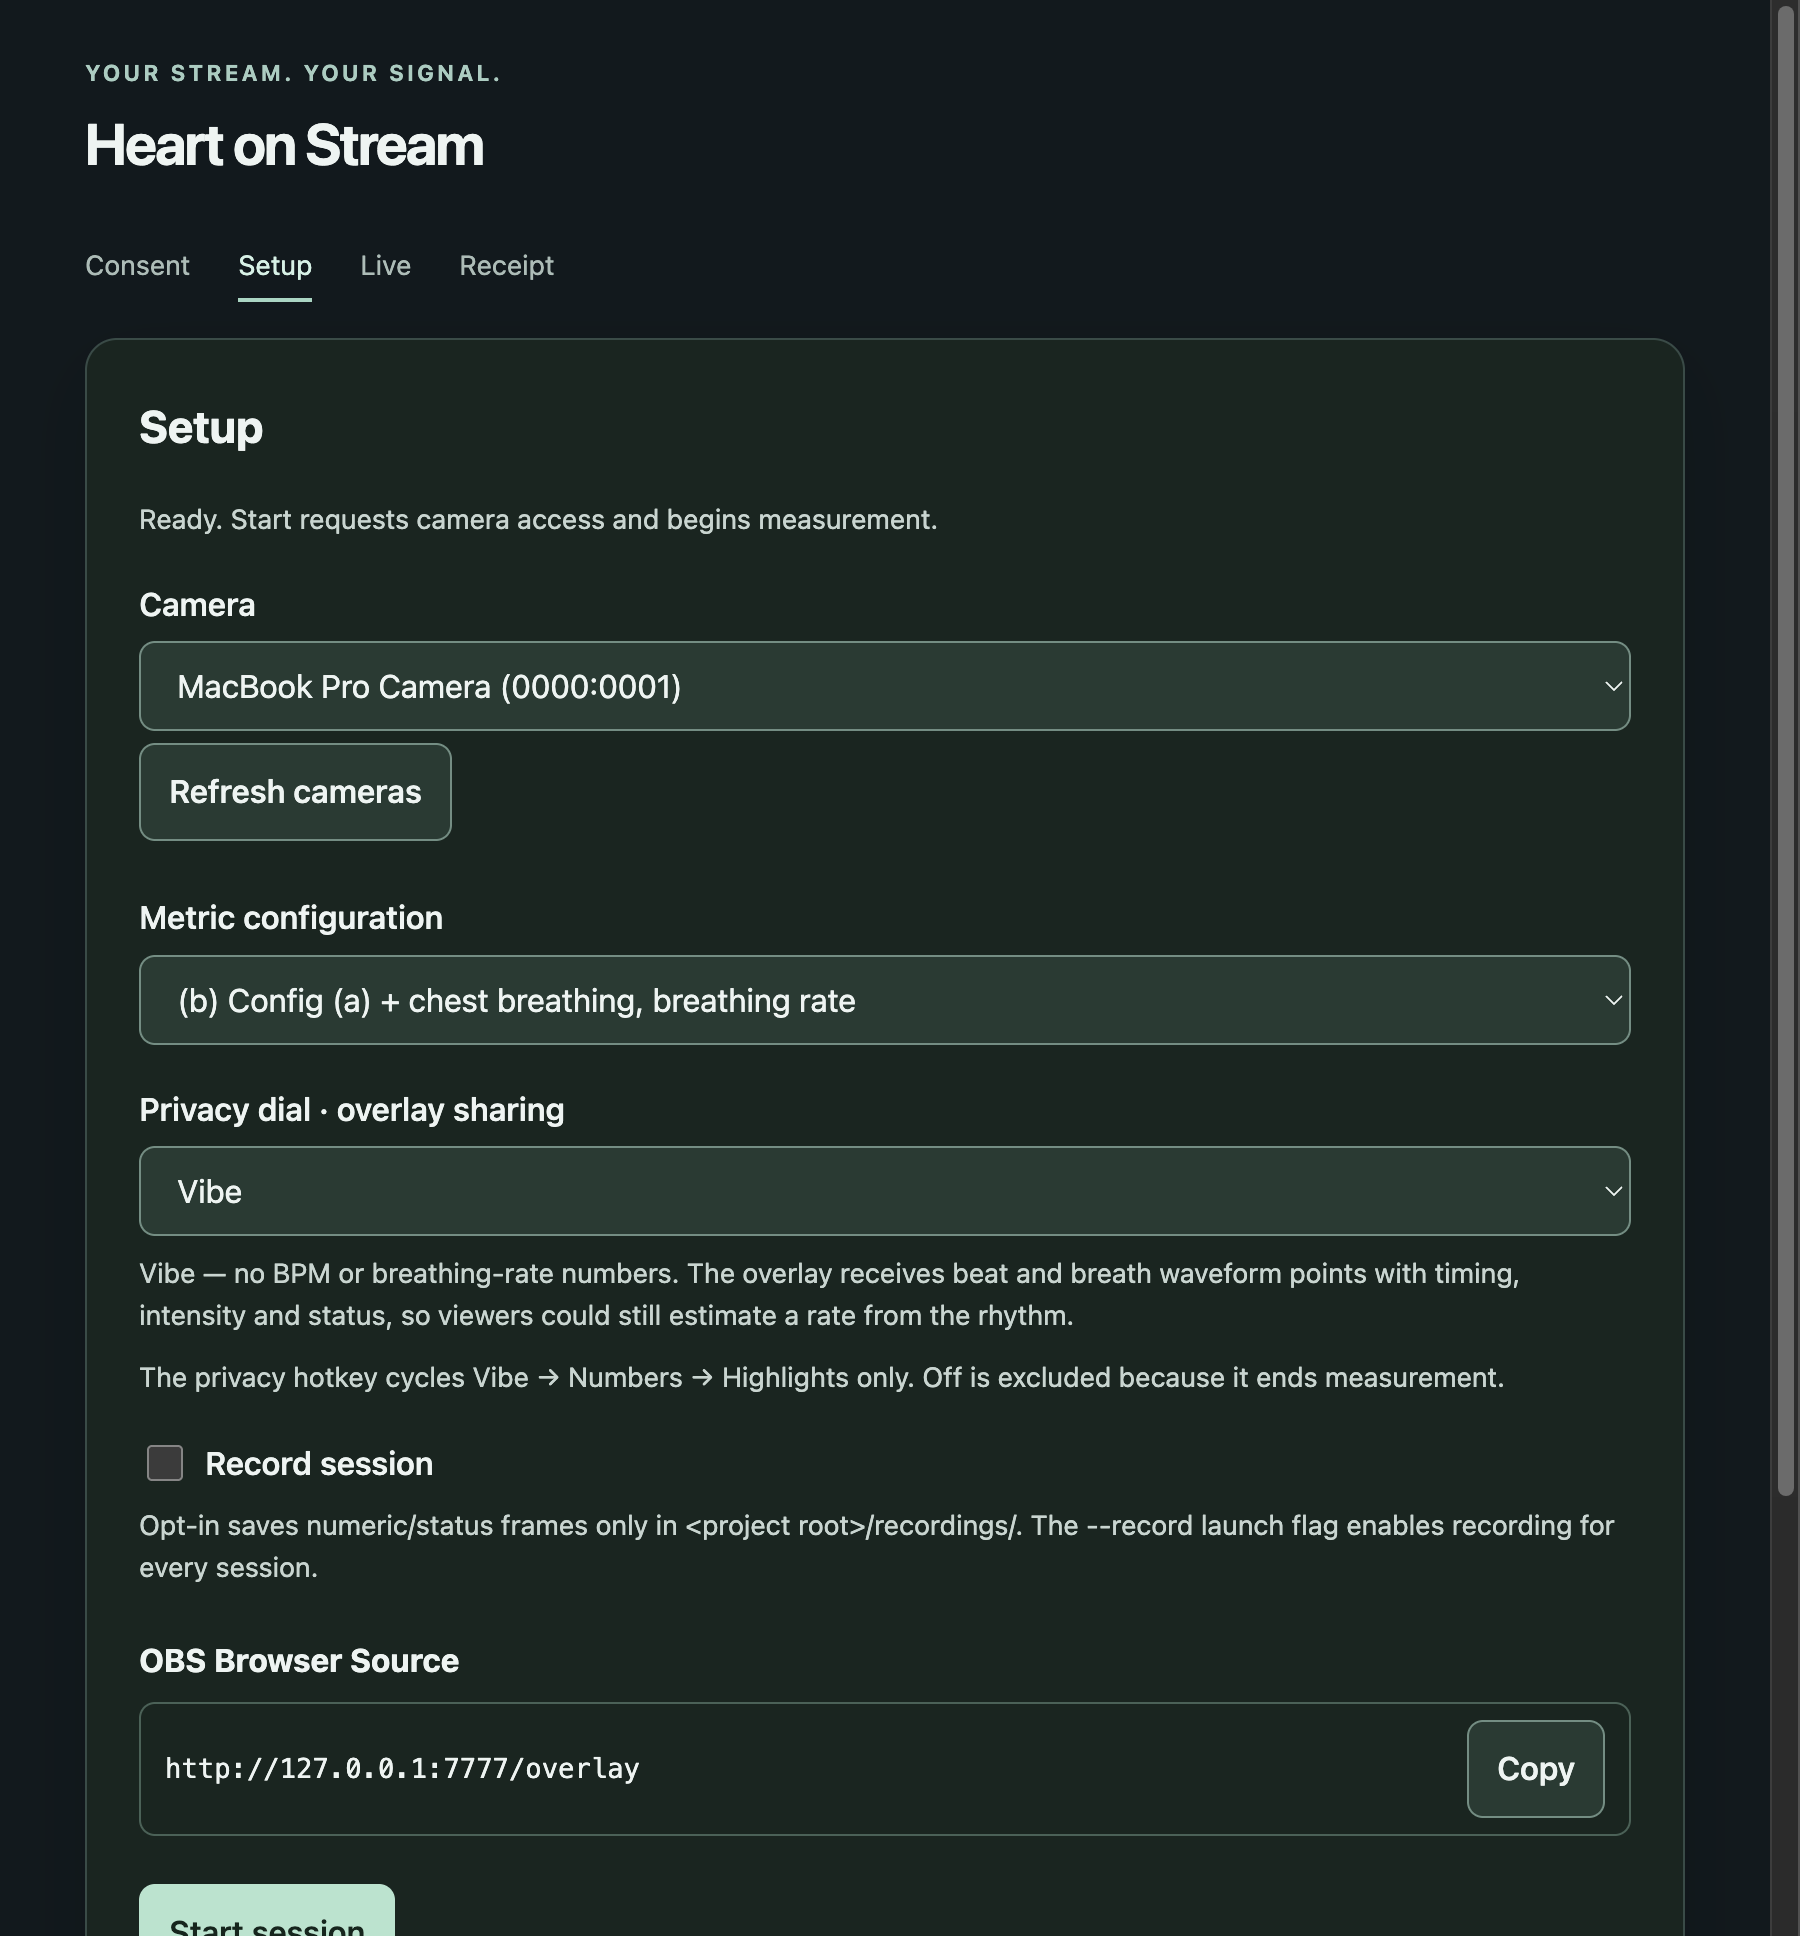 YOUR STREAM. YOUR SIGNAL.
Heart on Stream
Consent Setup Live Receipt
Setup
Ready. Start requests camera access and begins measurement.
Camera
MacBook Pro Camera (0000:0001)
Refresh cameras
Metric configuration
(b) Config (a) + chest breathing, breathing rate
Privacy dial · overlay sharing
Vibe
Vibe — no BPM or breathing-rate numbers. The overlay receives beat and breath waveform points with timing,
intensity and status, so viewers could still estimate a rate from the rhythm.
The privacy hotkey cycles Vibe → Numbers → Highlights only. Off is excluded because it ends measurement.
Record session
Opt-in saves numeric/status frames only in <project root>/recordings/. The --record launch flag enables recording for
every session.
OBS Browser Source
http://127.0.0.1:7777/overlay
Copy
Start session